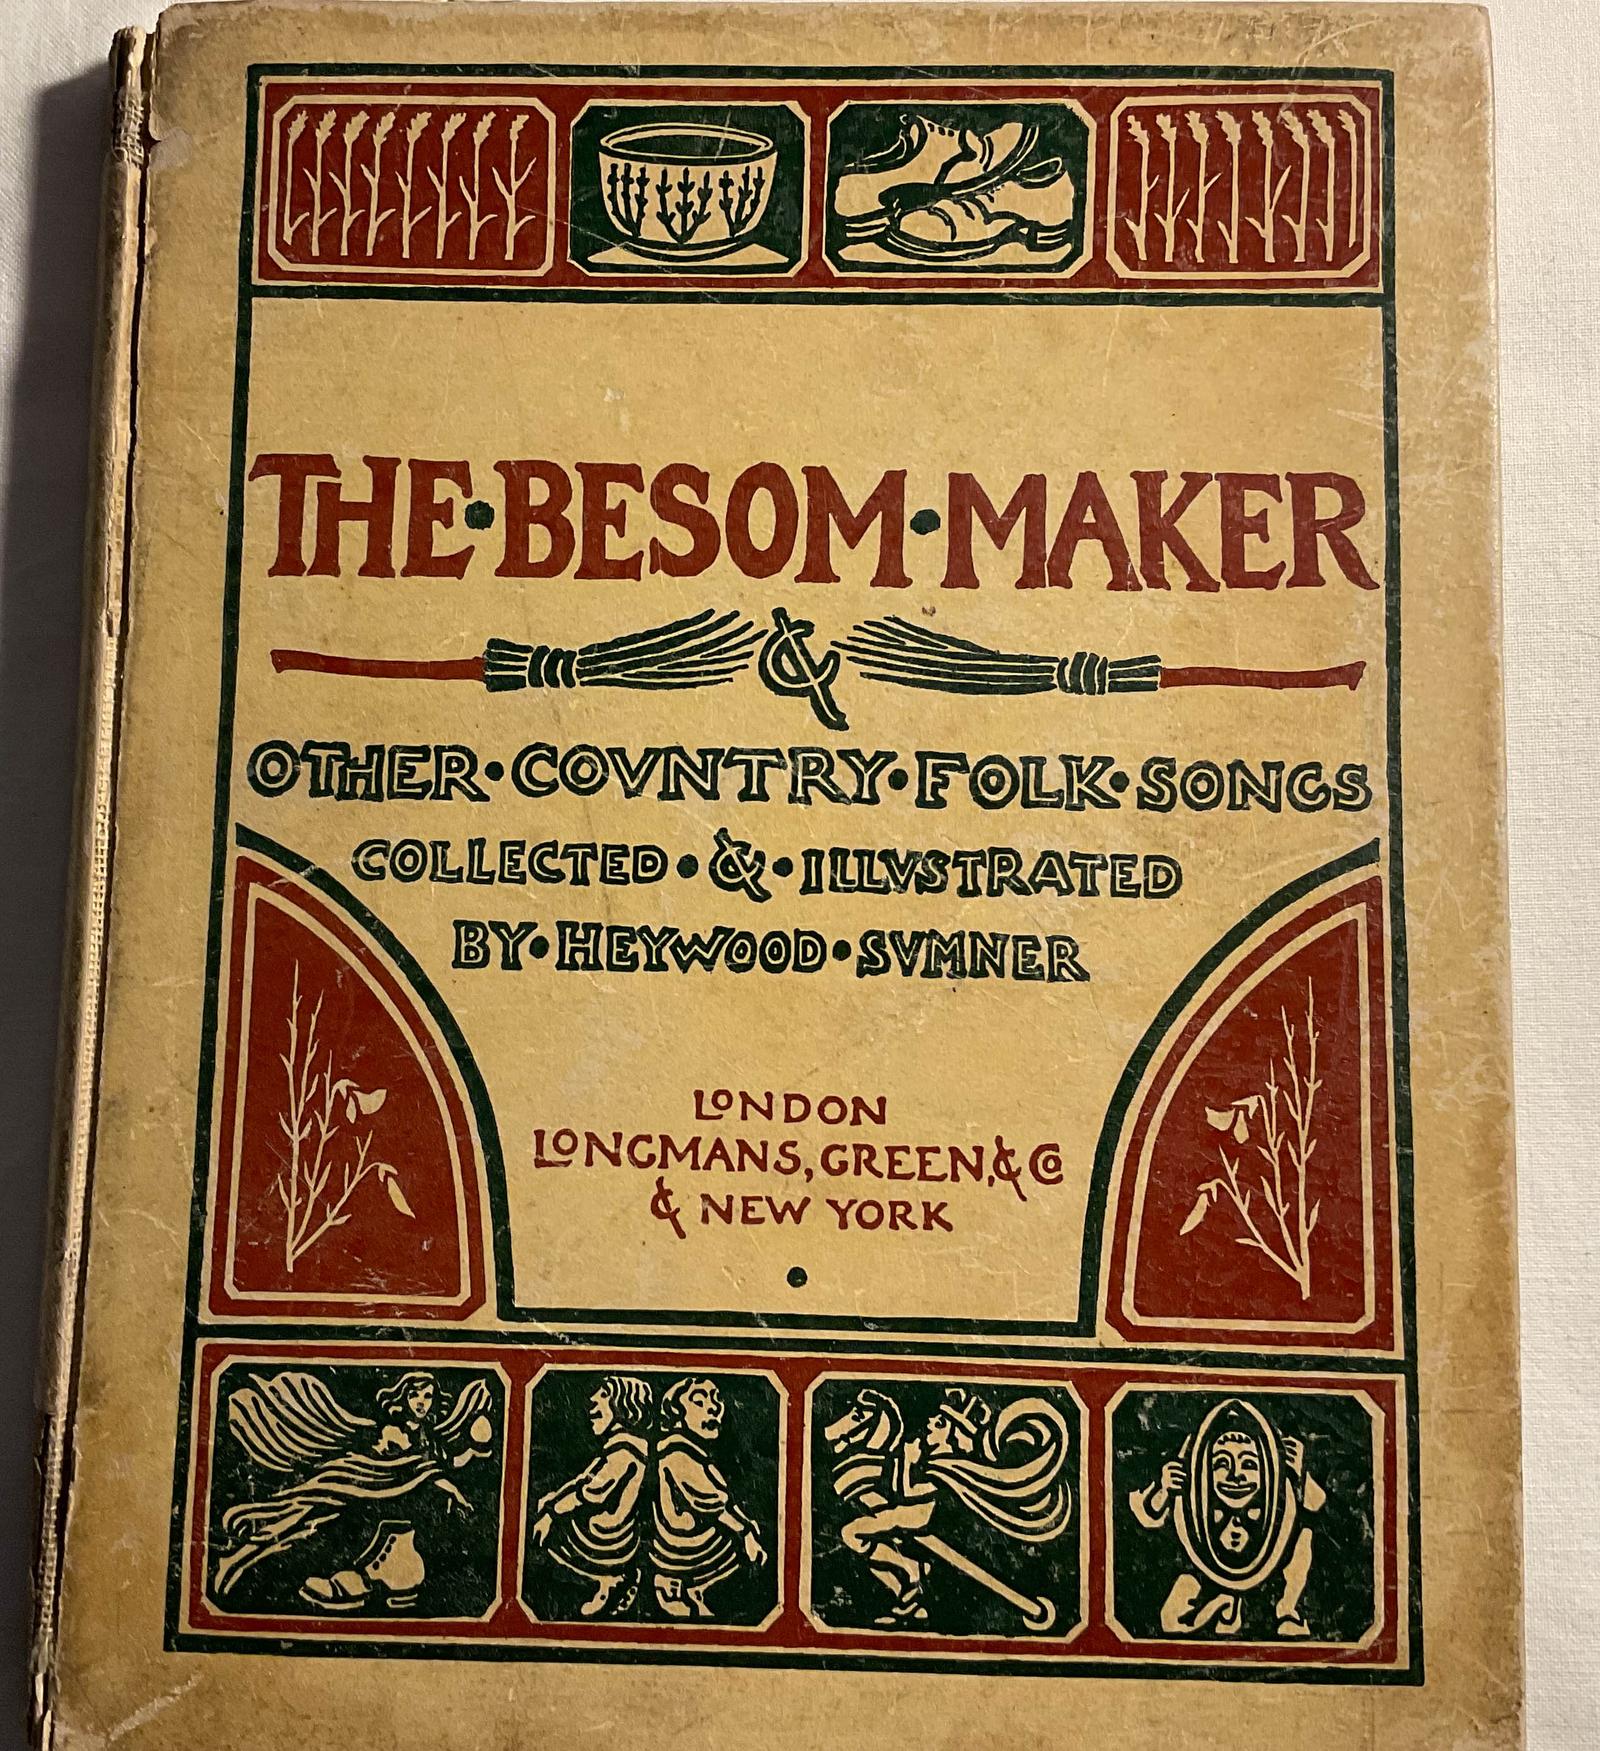 THE·BESOM·MAKER
&
OTHER·COVNTRY·FOLK·SONGS
COLLECTED·&·ILLVSTRATED
BY·HEYWOOD·SVMNER
LONDON
LONGMANS, GREEN, & Co
& NEW YORK